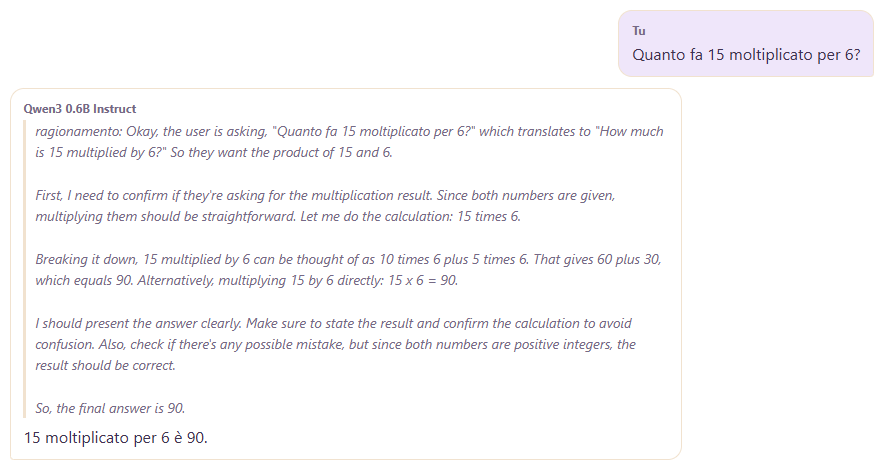 Tu
Quanto fa 15 moltiplicato per 6?
Qwen3 0.6B Instruct
ragionamento: Okay, the user is asking, "Quanto fa 15 moltiplicato per 6?" which translates to "How much
is 15 multiplied by 6?" So they want the product of 15 and 6.
First, I need to confirm if they're asking for the multiplication result. Since both numbers are given,
multiplying them should be straightforward. Let me do the calculation: 15 times 6.
Breaking it down, 15 multiplied by 6 can be thought of as 10 times 6 plus 5 times 6. That gives 60 plus 30,
which equals 90. Alternatively, multiplying 15 by 6 directly: 15 x 6 = 90.
I should present the answer clearly. Make sure to state the result and confirm the calculation to avoid
confusion. Also, check if there's any possible mistake, but since both numbers are positive integers, the
result should be correct.
So, the final answer is 90.
15 moltiplicato per 6 è 90.